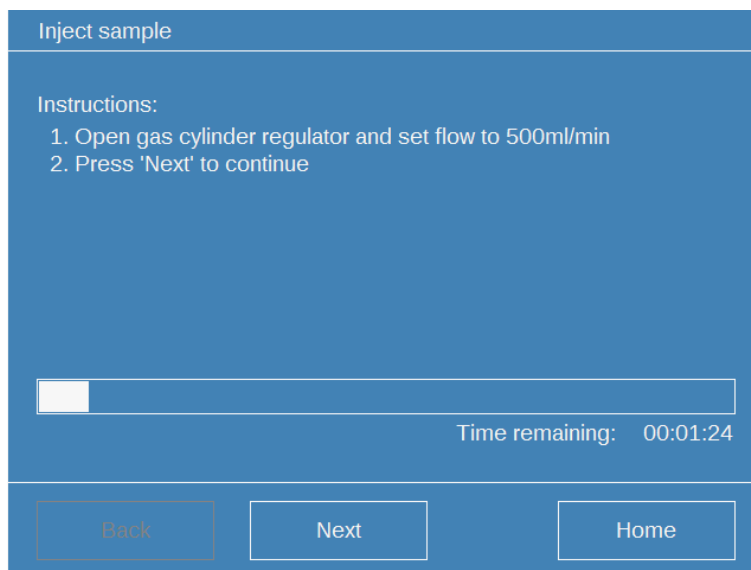 Inject sample
Instructions:
1. Open gas cylinder regulator and set flow to 500ml/min
2. Press 'Next' to continue
Time remaining: 00:01:24
Back
Next
Home